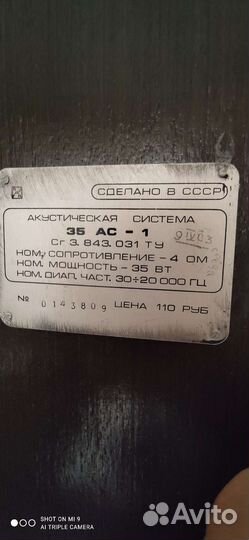 СДЕЛАНО В СССР
АКУСТИЧЕСКАЯ СИСТЕМА
35 АС - 1
Сг 3. 843. 031 ТУ
НОМ. СОПРОТИВЛЕНИЕ - 4 ОМ
НОМ. МОЩНОСТЬ - 35 ВТ
НОМ. ДИАП. ЧАСТ. 30÷20 000 ГЦ
№ 0143809 ЦЕНА 110 РУБ
SHOT ON MI 9
AI TRIPLE CAMERA
Avito